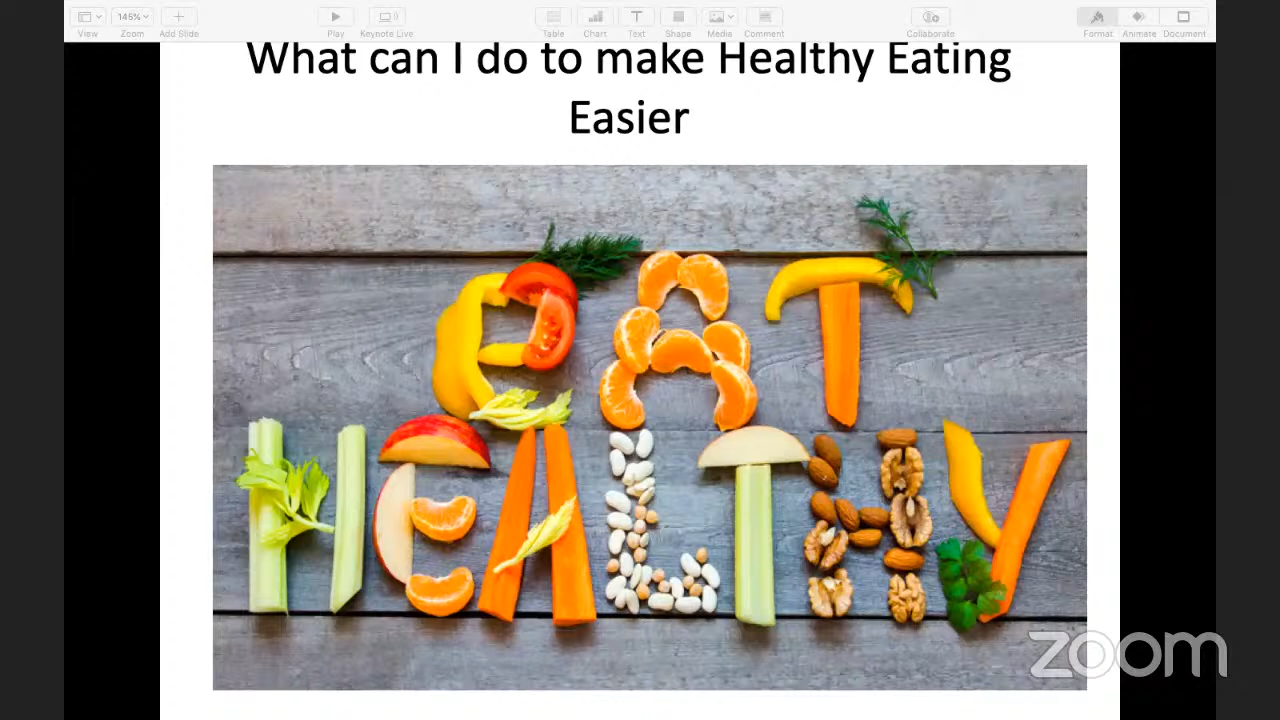 145%
View
Zoom
Add Slide
Play
Keynote Live
Table
Chart
Text
Shape
Media
Comment
Collaborate
Format
Animate
Document
What can I do to make Healthy Eating
Easier
eAT
HeALTHY
zoom